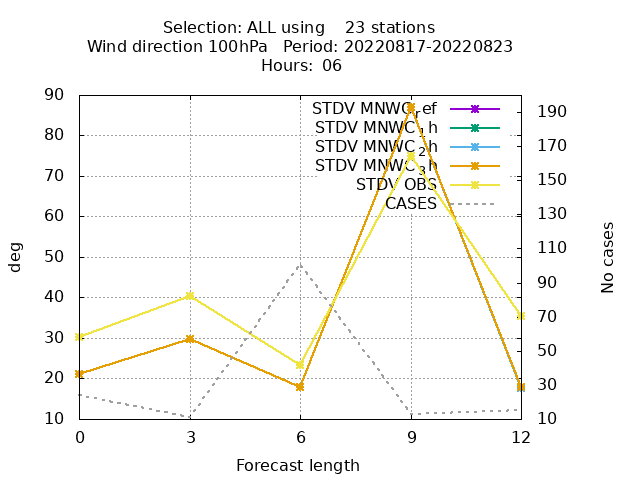 Selection: ALL using    23 stations
Wind direction 100hPa   Period: 20220817-20220823
Hours: 06
deg
No cases
90
80
70
60
50
40
30
20
10
190
170
150
130
110
90
70
50
30
10
STDV MNWC_ref
STDV MNWC_1h
STDV MNWC_2h
STDV MNWC_3h
STDV OBS
CASES
0 3 6 9 12
Forecast length